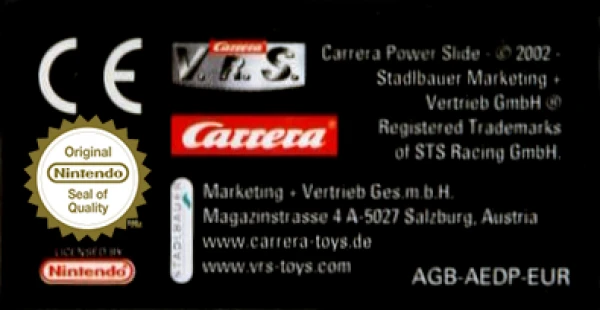 CE
Carrera
V.R.S.
Carrera Power Slide - © 2002 -
Stadlbauer Marketing +
Vertrieb GmbH ®
Registered Trademarks
of STS Racing GmbH.
Carrera
Original
Nintendo
Seal of
Quality
LICENSED BY
Nintendo
STADLBAUER
Marketing + Vertrieb Ges.m.b.H.
Magazinstrasse 4 A-5027 Salzburg, Austria
www.carrera-toys.de
www.vrs-toys.com
AGB-AEDP-EUR